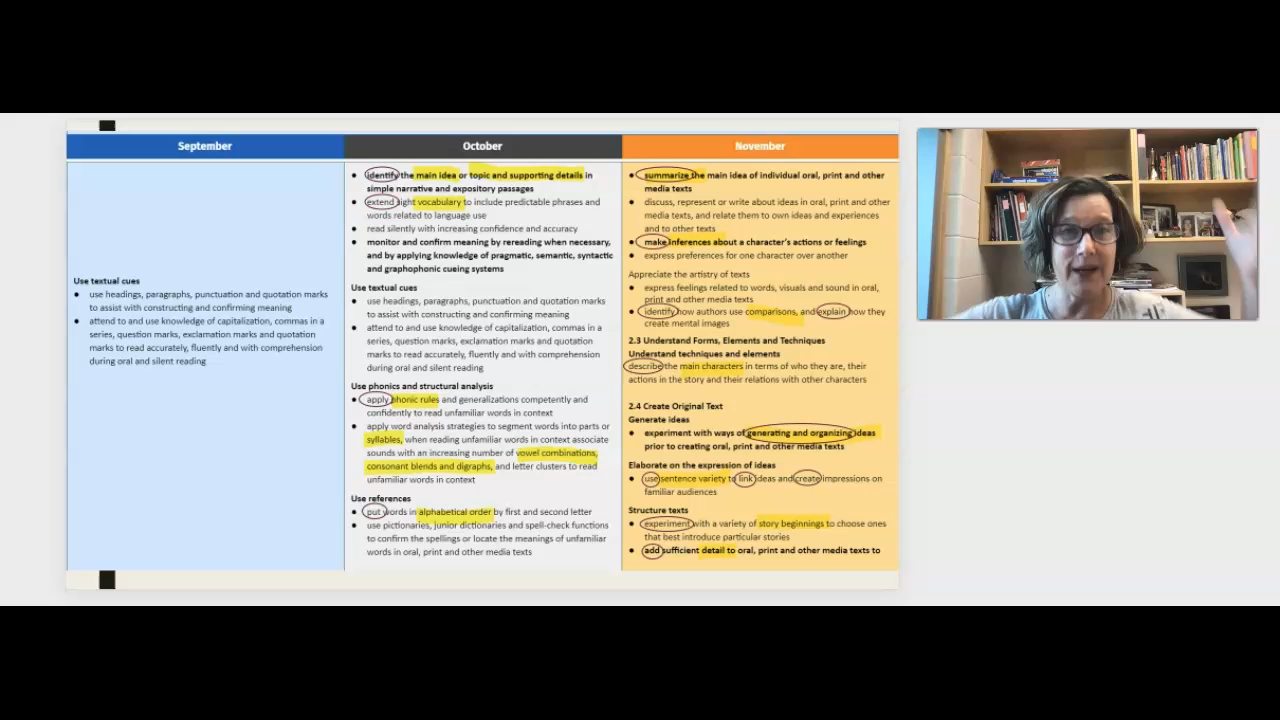 September
October
November
Use textual cues
● use headings, paragraphs, punctuation and quotation marks
to assist with constructing and confirming meaning
● attend to and use knowledge of capitalization, commas in a
series, question marks, exclamation marks and quotation
marks to read accurately, fluently and with comprehension
during oral and silent reading
● identify the main idea or topic and supporting details in
simple narrative and expository passages
● extend sight vocabulary to include predictable phrases and
words related to language use
● read silently with increasing confidence and accuracy
● monitor and confirm meaning by rereading when necessary,
and by applying knowledge of pragmatic, semantic, syntactic
and graphophonic cueing systems
Use textual cues
● use headings, paragraphs, punctuation and quotation marks
to assist with constructing and confirming meaning
● attend to and use knowledge of capitalization, commas in a
series, question marks, exclamation marks and quotation
marks to read accurately, fluently and with comprehension
during oral and silent reading
Use phonics and structural analysis
● apply phonic rules and generalizations competently and
confidently to read unfamiliar words in context
● apply word analysis strategies to segment words into parts or
syllables, when reading unfamiliar words in context associate
sounds with an increasing number of vowel combinations,
consonant blends and digraphs, and letter clusters to read
unfamiliar words in context
Use references
● put words in alphabetical order by first and second letter
● use pictionaries, junior dictionaries and spell-check functions
to confirm the spellings or locate the meanings of unfamiliar
words in oral, print and other media texts
● summarize the main idea of individual oral, print and other
media texts
● discuss, represent or write about ideas in oral, print and other
media texts, and relate them to own ideas and experiences
and to other texts
● make inferences about a character's actions or feelings
● express preferences for one character over another
Appreciate the artistry of texts
● express feelings related to words, visuals and sound in oral,
print and other media texts
● identify how authors use comparisons, and explain how they
create mental images
2.3 Understand Forms, Elements and Techniques
Understand techniques and elements
describe the main characters in terms of who they are, their
actions in the story and their relations with other characters
2.4 Create Original Text
Generate ideas
● experiment with ways of generating and organizing ideas
prior to creating oral, print and other media texts
Elaborate on the expression of ideas
● use sentence variety to link ideas and create impressions on
familiar audiences
Structure texts
● experiment with a variety of story beginnings to choose ones
that best introduce particular stories
● add sufficient detail to oral, print and other media texts to